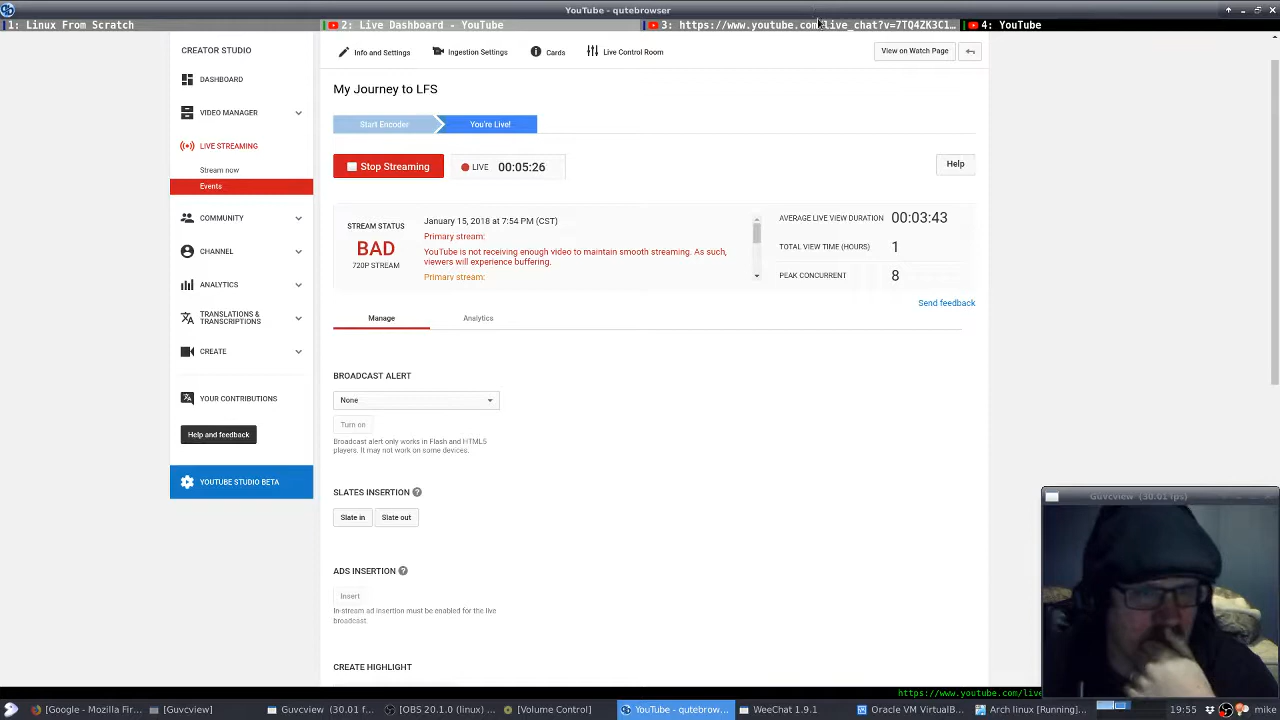 YouTube - qutebrowser
1: Linux From Scratch
2: Live Dashboard - YouTube
3: https://www.youtube.com/live_chat?v=7TQ4ZK3C1…
4: YouTube
CREATOR STUDIO
DASHBOARD
VIDEO MANAGER
LIVE STREAMING
Stream now
Events
COMMUNITY
CHANNEL
ANALYTICS
TRANSLATIONS &
TRANSCRIPTIONS
CREATE
YOUR CONTRIBUTIONS
Help and feedback
YOUTUBE STUDIO BETA
Info and Settings
Ingestion Settings
Cards
Live Control Room
View on Watch Page
My Journey to LFS
Start Encoder
You're Live!
Stop Streaming
LIVE 00:05:26
Help
STREAM STATUS
BAD
720P STREAM
January 15, 2018 at 7:54 PM (CST)
Primary stream:
YouTube is not receiving enough video to maintain smooth streaming. As such,
viewers will experience buffering.
Primary stream:
AVERAGE LIVE VIEW DURATION 00:03:43
TOTAL VIEW TIME (HOURS) 1
PEAK CONCURRENT 8
Send feedback
Manage
Analytics
BROADCAST ALERT
None
Turn on
Broadcast alert only works in Flash and HTML5
players. It may not work on some devices.
SLATES INSERTION
Slate in
Slate out
ADS INSERTION
Insert
In-stream ad insertion must be enabled for the live
broadcast.
CREATE HIGHLIGHT
Guvcview (30.01 fps)
https://www.youtube.com/live
[Google - Mozilla Fir...
[Guvcview]
Guvcview (30.01 f...
[OBS 20.1.0 (linux) ...
[Volume Control]
YouTube - qutebrow...
WeeChat 1.9.1
Oracle VM VirtualB...
Arch linux [Running]...
19:55
mike